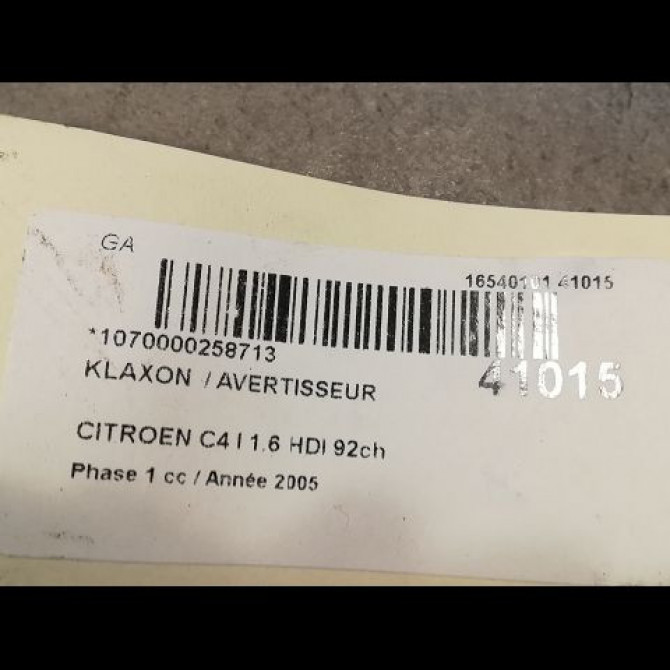 GA
16540101 41015
*1070000258713
41015
KLAXON / AVERTISSEUR
CITROEN C4 I 1.6 HDI 92ch
Phase 1 cc / Année 2005